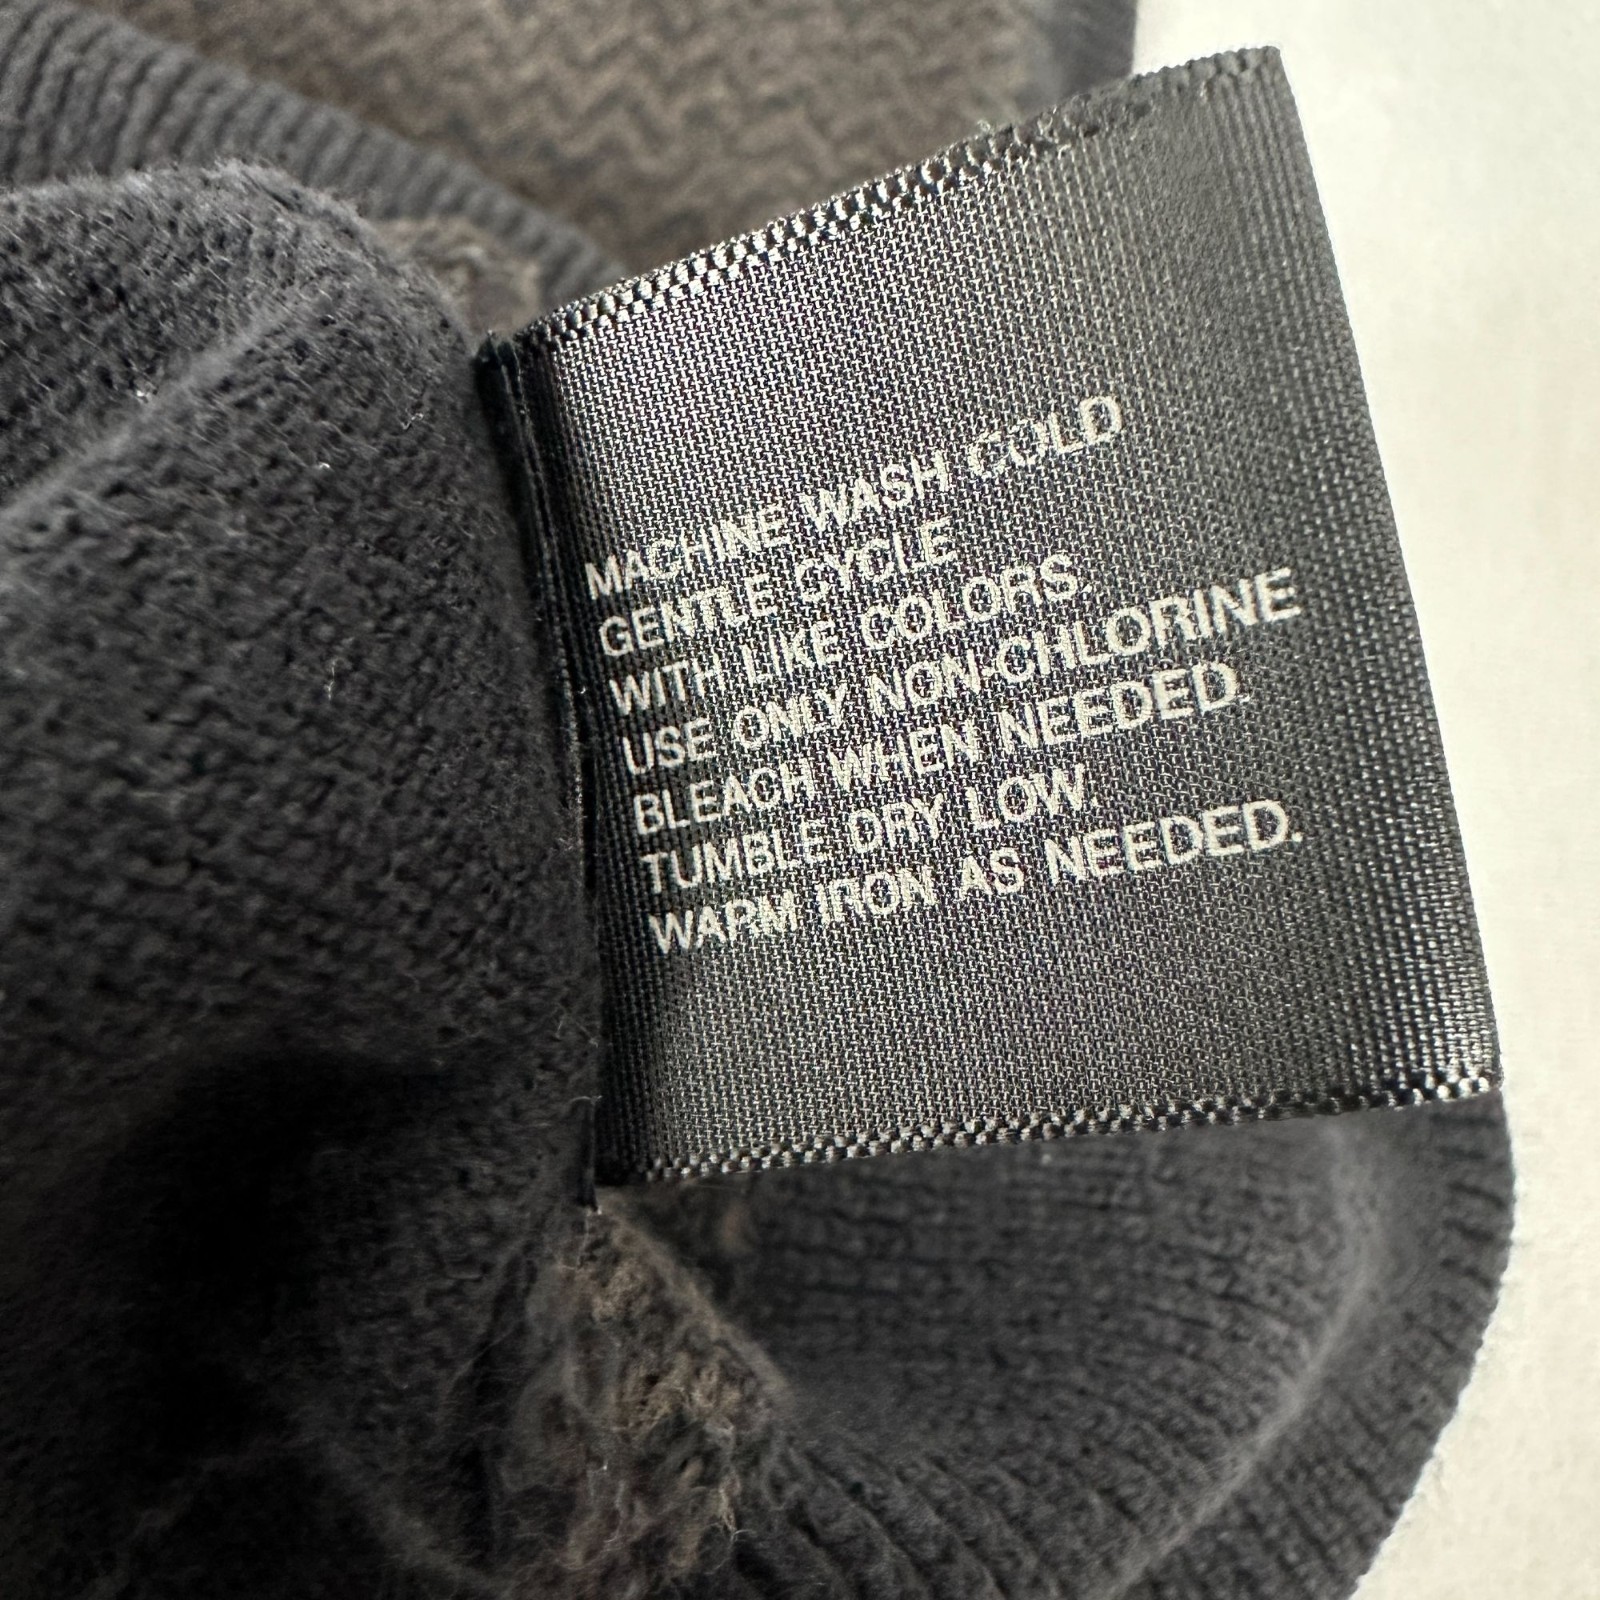 MACHINE WASH COLD
GENTLE CYCLE
WITH LIKE COLORS.
USE ONLY NON-CHLORINE
BLEACH WHEN NEEDED.
TUMBLE DRY LOW.
WARM IRON AS NEEDED.